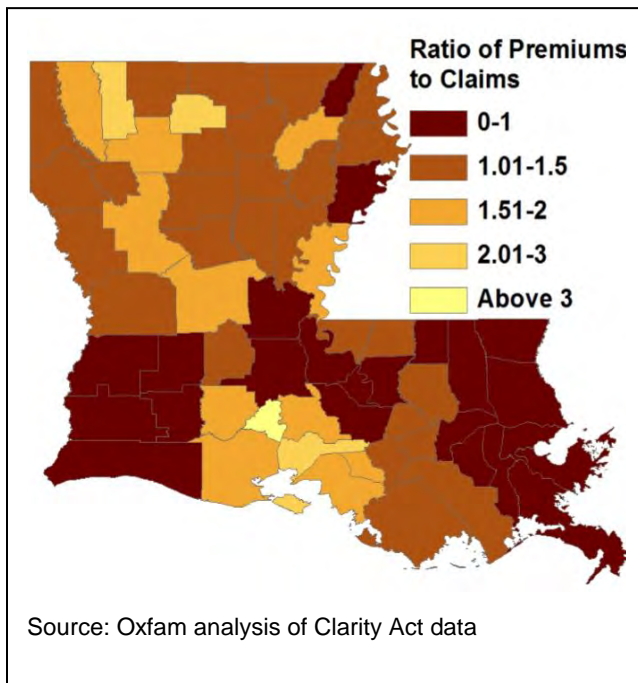 Ratio of Premiums
to Claims
0-1
1.01-1.5
1.51-2
2.01-3
Above 3
Source: Oxfam analysis of Clarity Act data